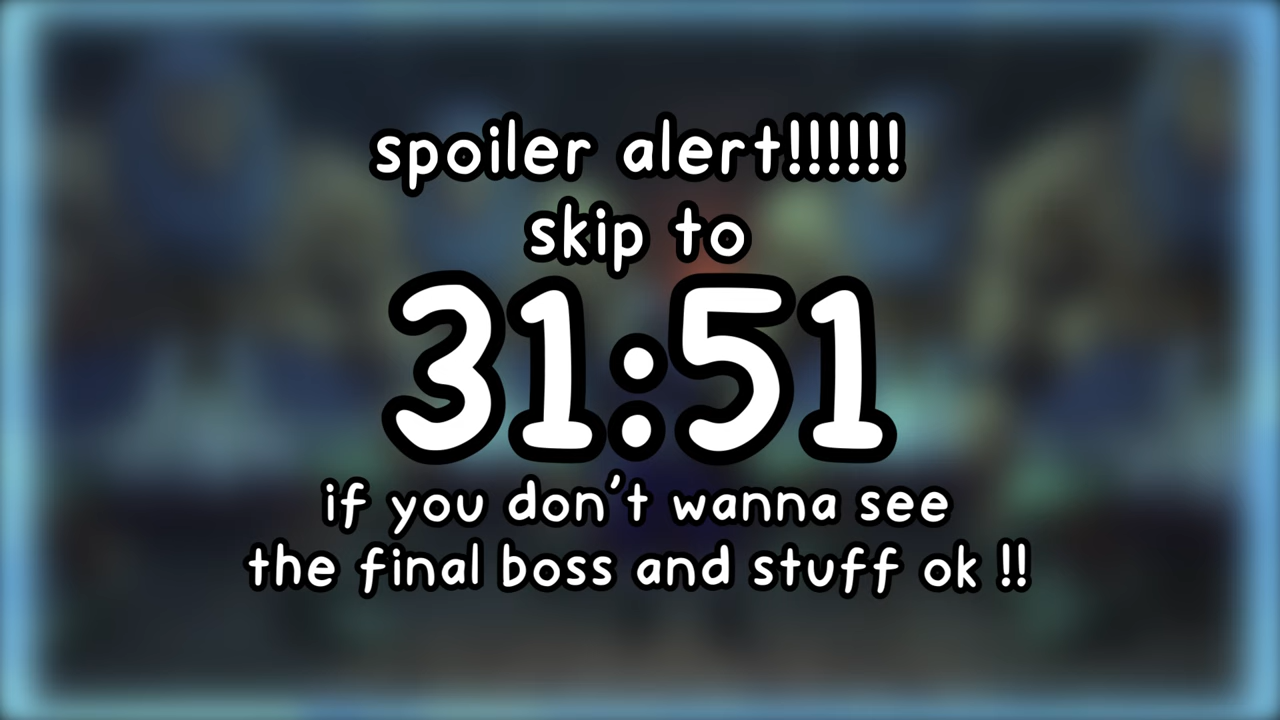 spoiler alert!!!!!!
skip to
31:51
if you don't wanna see
the final boss and stuff ok !!